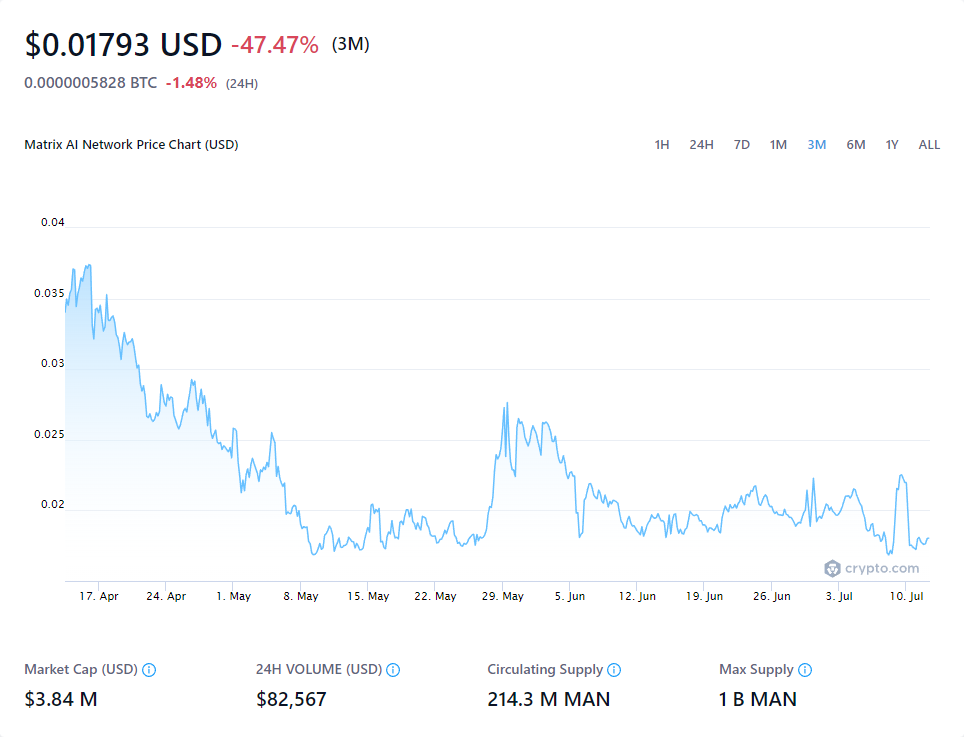 $0.01793 USD -47.47% (3M)
0.0000005828 BTC -1.48% (24H)
Matrix AI Network Price Chart (USD) 1H 24H 7D 1M 3M 6M 1Y ALL
0.04
0.035
0.03
0.025
0.02
crypto.com
17. Apr 24. Apr 1. May 8. May 15. May 22. May 29. May 5. Jun 12. Jun 19. Jun 26. Jun 3. Jul 10. Jul
Market Cap (USD) 24H VOLUME (USD) Circulating Supply Max Supply
$3.84 M $82,567 214.3 M MAN 1 B MAN